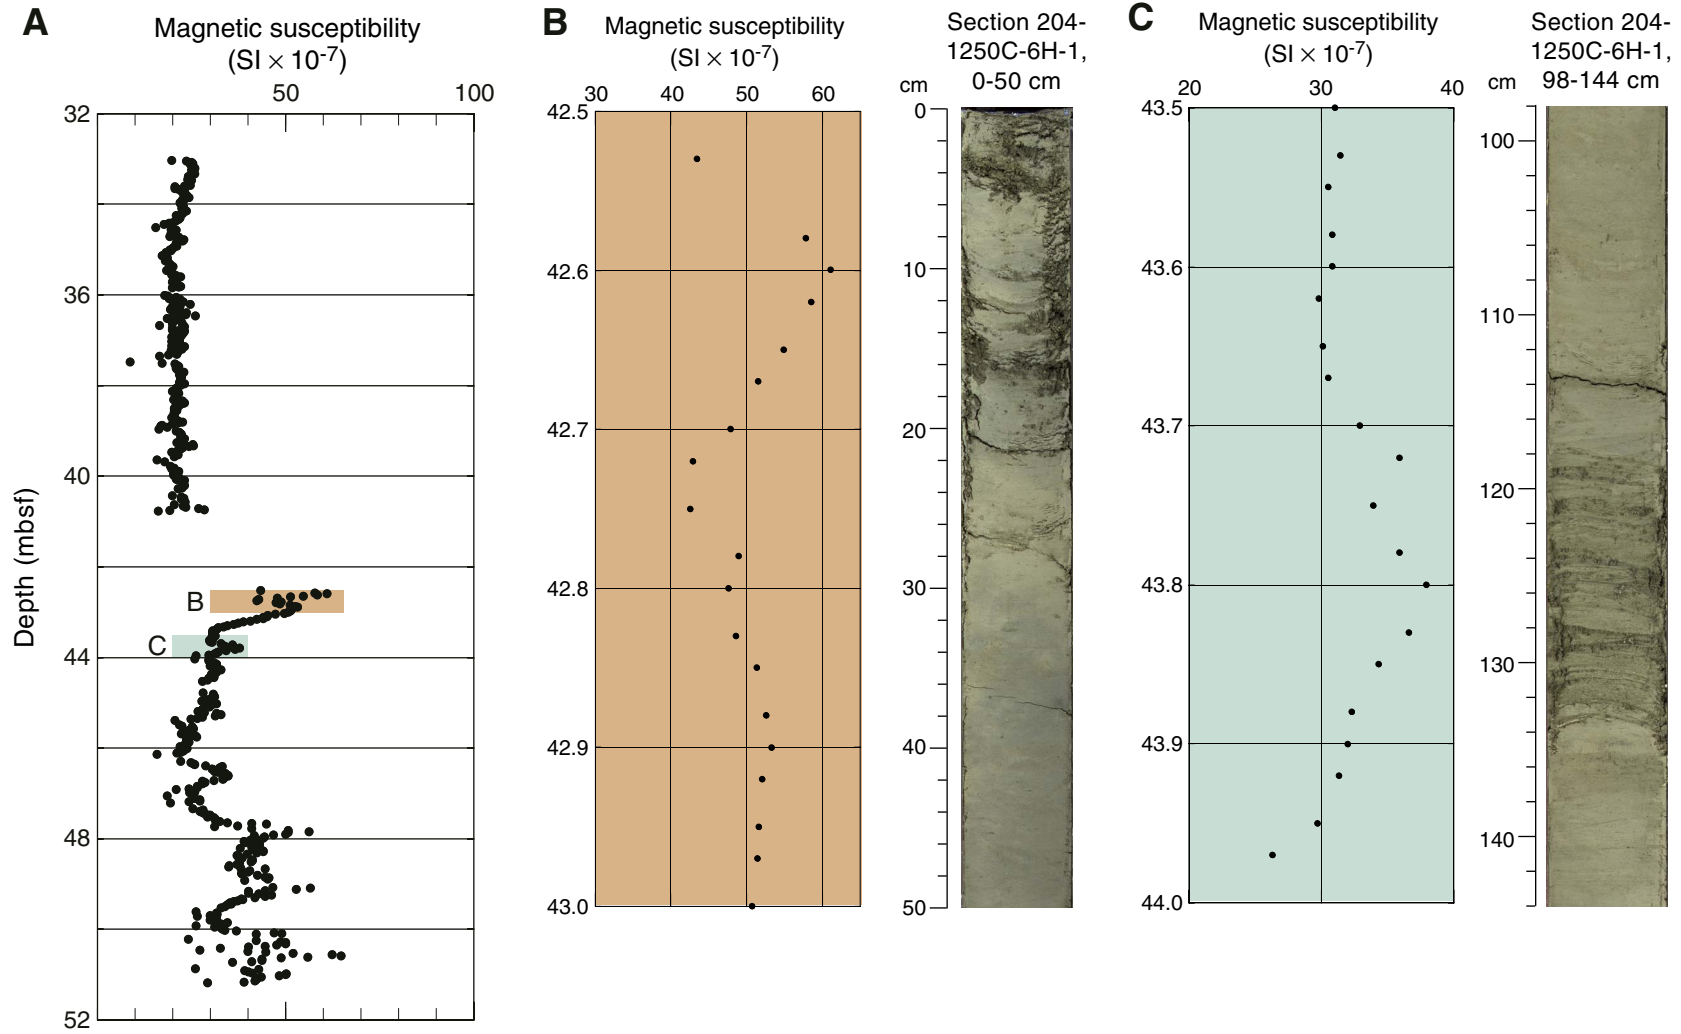 A
Magnetic susceptibility
(SI × 10-7)
50 100
32
36
40
44
48
52
Depth (mbsf)
B
C
B
Magnetic susceptibility
(SI × 10-7)
30 40 50 60
42.5
42.6
42.7
42.8
42.9
43.0
Section 204-
1250C-6H-1,
0-50 cm
cm
0
10
20
30
40
50
C
Magnetic susceptibility
(SI × 10-7)
20 30 40
43.5
43.6
43.7
43.8
43.9
44.0
Section 204-
1250C-6H-1,
98-144 cm
cm
100
110
120
130
140